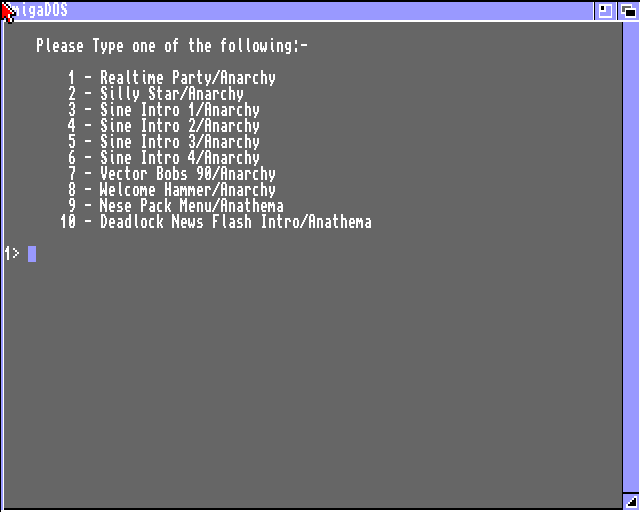 AmigaDOS
Please Type one of the following:-
1 - Realtime Party/Anarchy
2 - Silly Star/Anarchy
3 - Sine Intro 1/Anarchy
4 - Sine Intro 2/Anarchy
5 - Sine Intro 3/Anarchy
6 - Sine Intro 4/Anarchy
7 - Vector Bobs 90/Anarchy
8 - Welcome Hammer/Anarchy
9 - Nese Pack Menu/Anathema
10 - Deadlock News Flash Intro/Anathema
1>